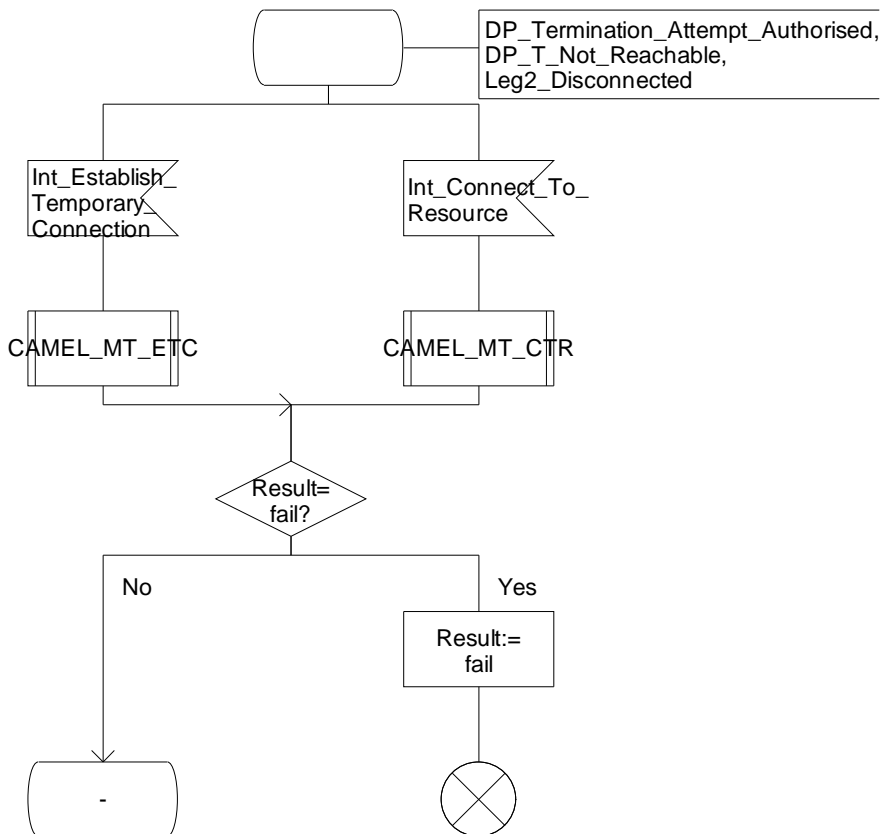 DP_Termination_Attempt_Authorised,
DP_T_Not_Reachable,
Leg2_Disconnected
Int_Establish_
Temporary_
Connection
Int_Connect_To_
Resource
CAMEL_MT_ETC
CAMEL_MT_CTR
Result=
fail?
No
Yes
Result:=
fail
-